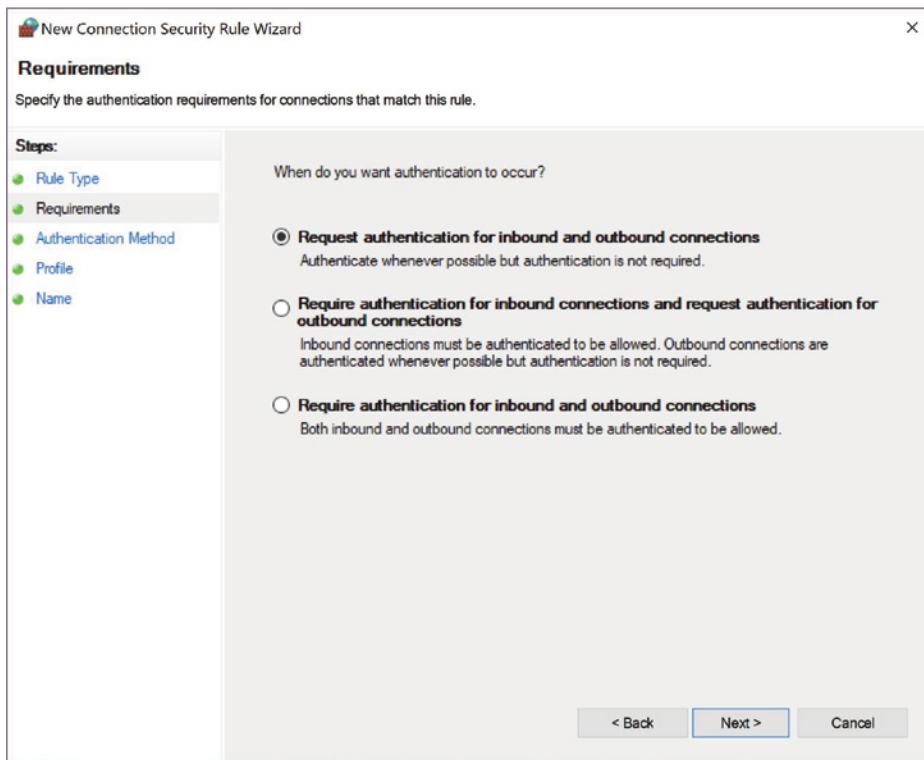 New Connection Security Rule Wizard
Requirements
Specify the authentication requirements for connections that match this rule.
Steps:
Rule Type
Requirements
Authentication Method
Profile
Name
When do you want authentication to occur?
Request authentication for inbound and outbound connections
Authenticate whenever possible but authentication is not required.
Require authentication for inbound connections and request authentication for
outbound connections
Inbound connections must be authenticated to be allowed. Outbound connections are
authenticated whenever possible but authentication is not required.
Require authentication for inbound and outbound connections
Both inbound and outbound connections must be authenticated to be allowed.
< Back
Next >
Cancel